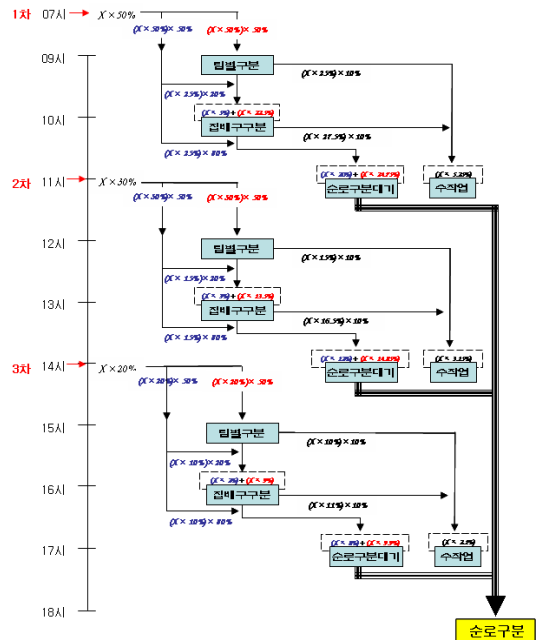 1차 07시 X × 50%
(X × 50%) × 50% (X × 50%) × 50%
09시
팀별구분
(X × 25%) × 10%
(X × 25%) × 20%
(X × 5%) + (X × 22.5%)
10시
집배구구분
(X × 27.5%) × 10%
(X × 25%) × 80%
(X × 20%) + (X × 24.75%) (X × 5.25%)
순로구분대기 수작업
2차 11시 X × 30%
(X × 30%) × 50% (X × 30%) × 50%
12시
팀별구분
(X × 15%) × 10%
(X × 15%) × 20%
(X × 3%) + (X × 13.5%)
13시
집배구구분
(X × 16.5%) × 10%
(X × 15%) × 80%
(X × 12%) + (X × 14.85%) (X × 3.15%)
순로구분대기 수작업
3차 14시 X × 20%
(X × 20%) × 50% (X × 20%) × 50%
15시
팀별구분
(X × 10%) × 10%
(X × 10%) × 20%
(X × 2%) + (X × 9%)
16시
집배구구분
(X × 11%) × 10%
(X × 10%) × 80%
(X × 8%) + (X × 9.9%) (X × 2.1%)
17시
순로구분대기 수작업
18시
순로구분